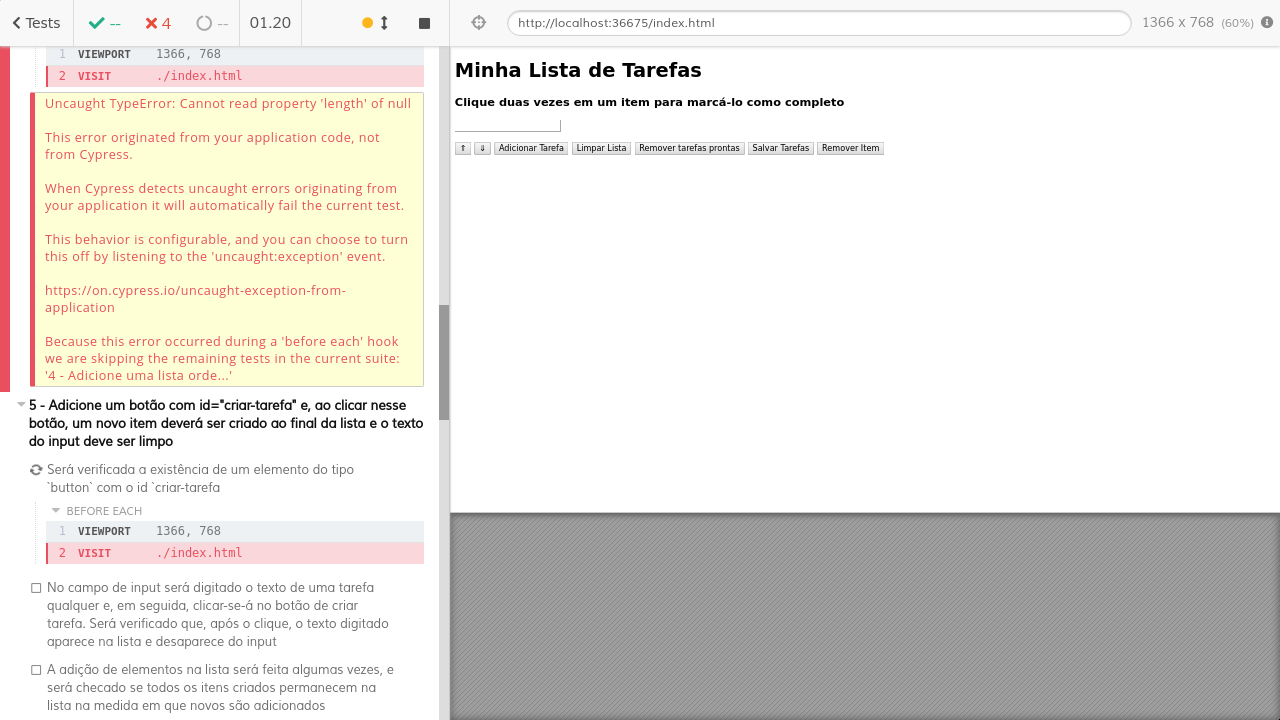 Tests
--
4
--
01.20
http://localhost:36675/index.html
1366 x 768 (60%)
1 VIEWPORT 1366, 768
2 VISIT ./index.html
Uncaught TypeError: Cannot read property 'length' of null
This error originated from your application code, not
from Cypress.
When Cypress detects uncaught errors originating from
your application it will automatically fail the current test.
This behavior is configurable, and you can choose to turn
this off by listening to the 'uncaught:exception' event.
https://on.cypress.io/uncaught-exception-from-
application
Because this error occurred during a 'before each' hook
we are skipping the remaining tests in the current suite:
'4 - Adicione uma lista orde...'
5 - Adicione um botão com id="criar-tarefa" e, ao clicar nesse
botão, um novo item deverá ser criado ao final da lista e o texto
do input deve ser limpo
Será verificada a existência de um elemento do tipo
`button` com o id `criar-tarefa
BEFORE EACH
1 VIEWPORT 1366, 768
2 VISIT ./index.html
No campo de input será digitado o texto de uma tarefa
qualquer e, em seguida, clicar-se-á no botão de criar
tarefa. Será verificado que, após o clique, o texto digitado
aparece na lista e desaparece do input
A adição de elementos na lista será feita algumas vezes, e
será checado se todos os itens criados permanecem na
lista na medida em que novos são adicionados
Minha Lista de Tarefas
Clique duas vezes em um item para marcá-lo como completo
⇑ ⇓ Adicionar Tarefa Limpar Lista Remover tarefas prontas Salvar Tarefas Remover Item